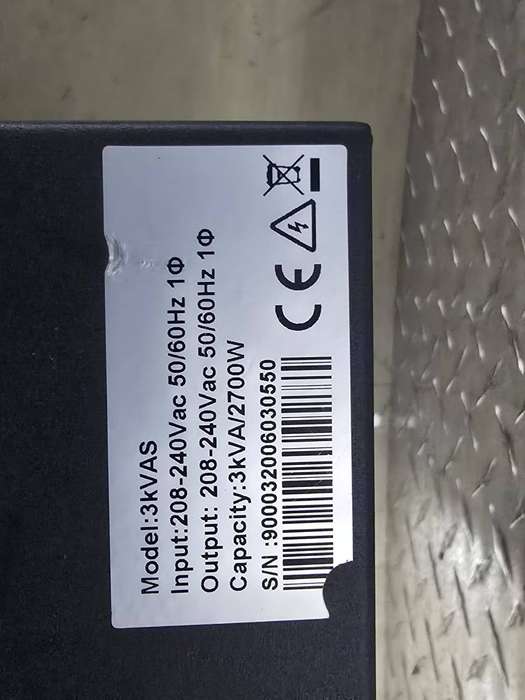 Model:3kVAS
Input:208-240Vac 50/60Hz 1Φ
Output: 208-240Vac 50/60Hz 1Φ
Capacity:3kVA/2700W
S/N :900032006030550
CE